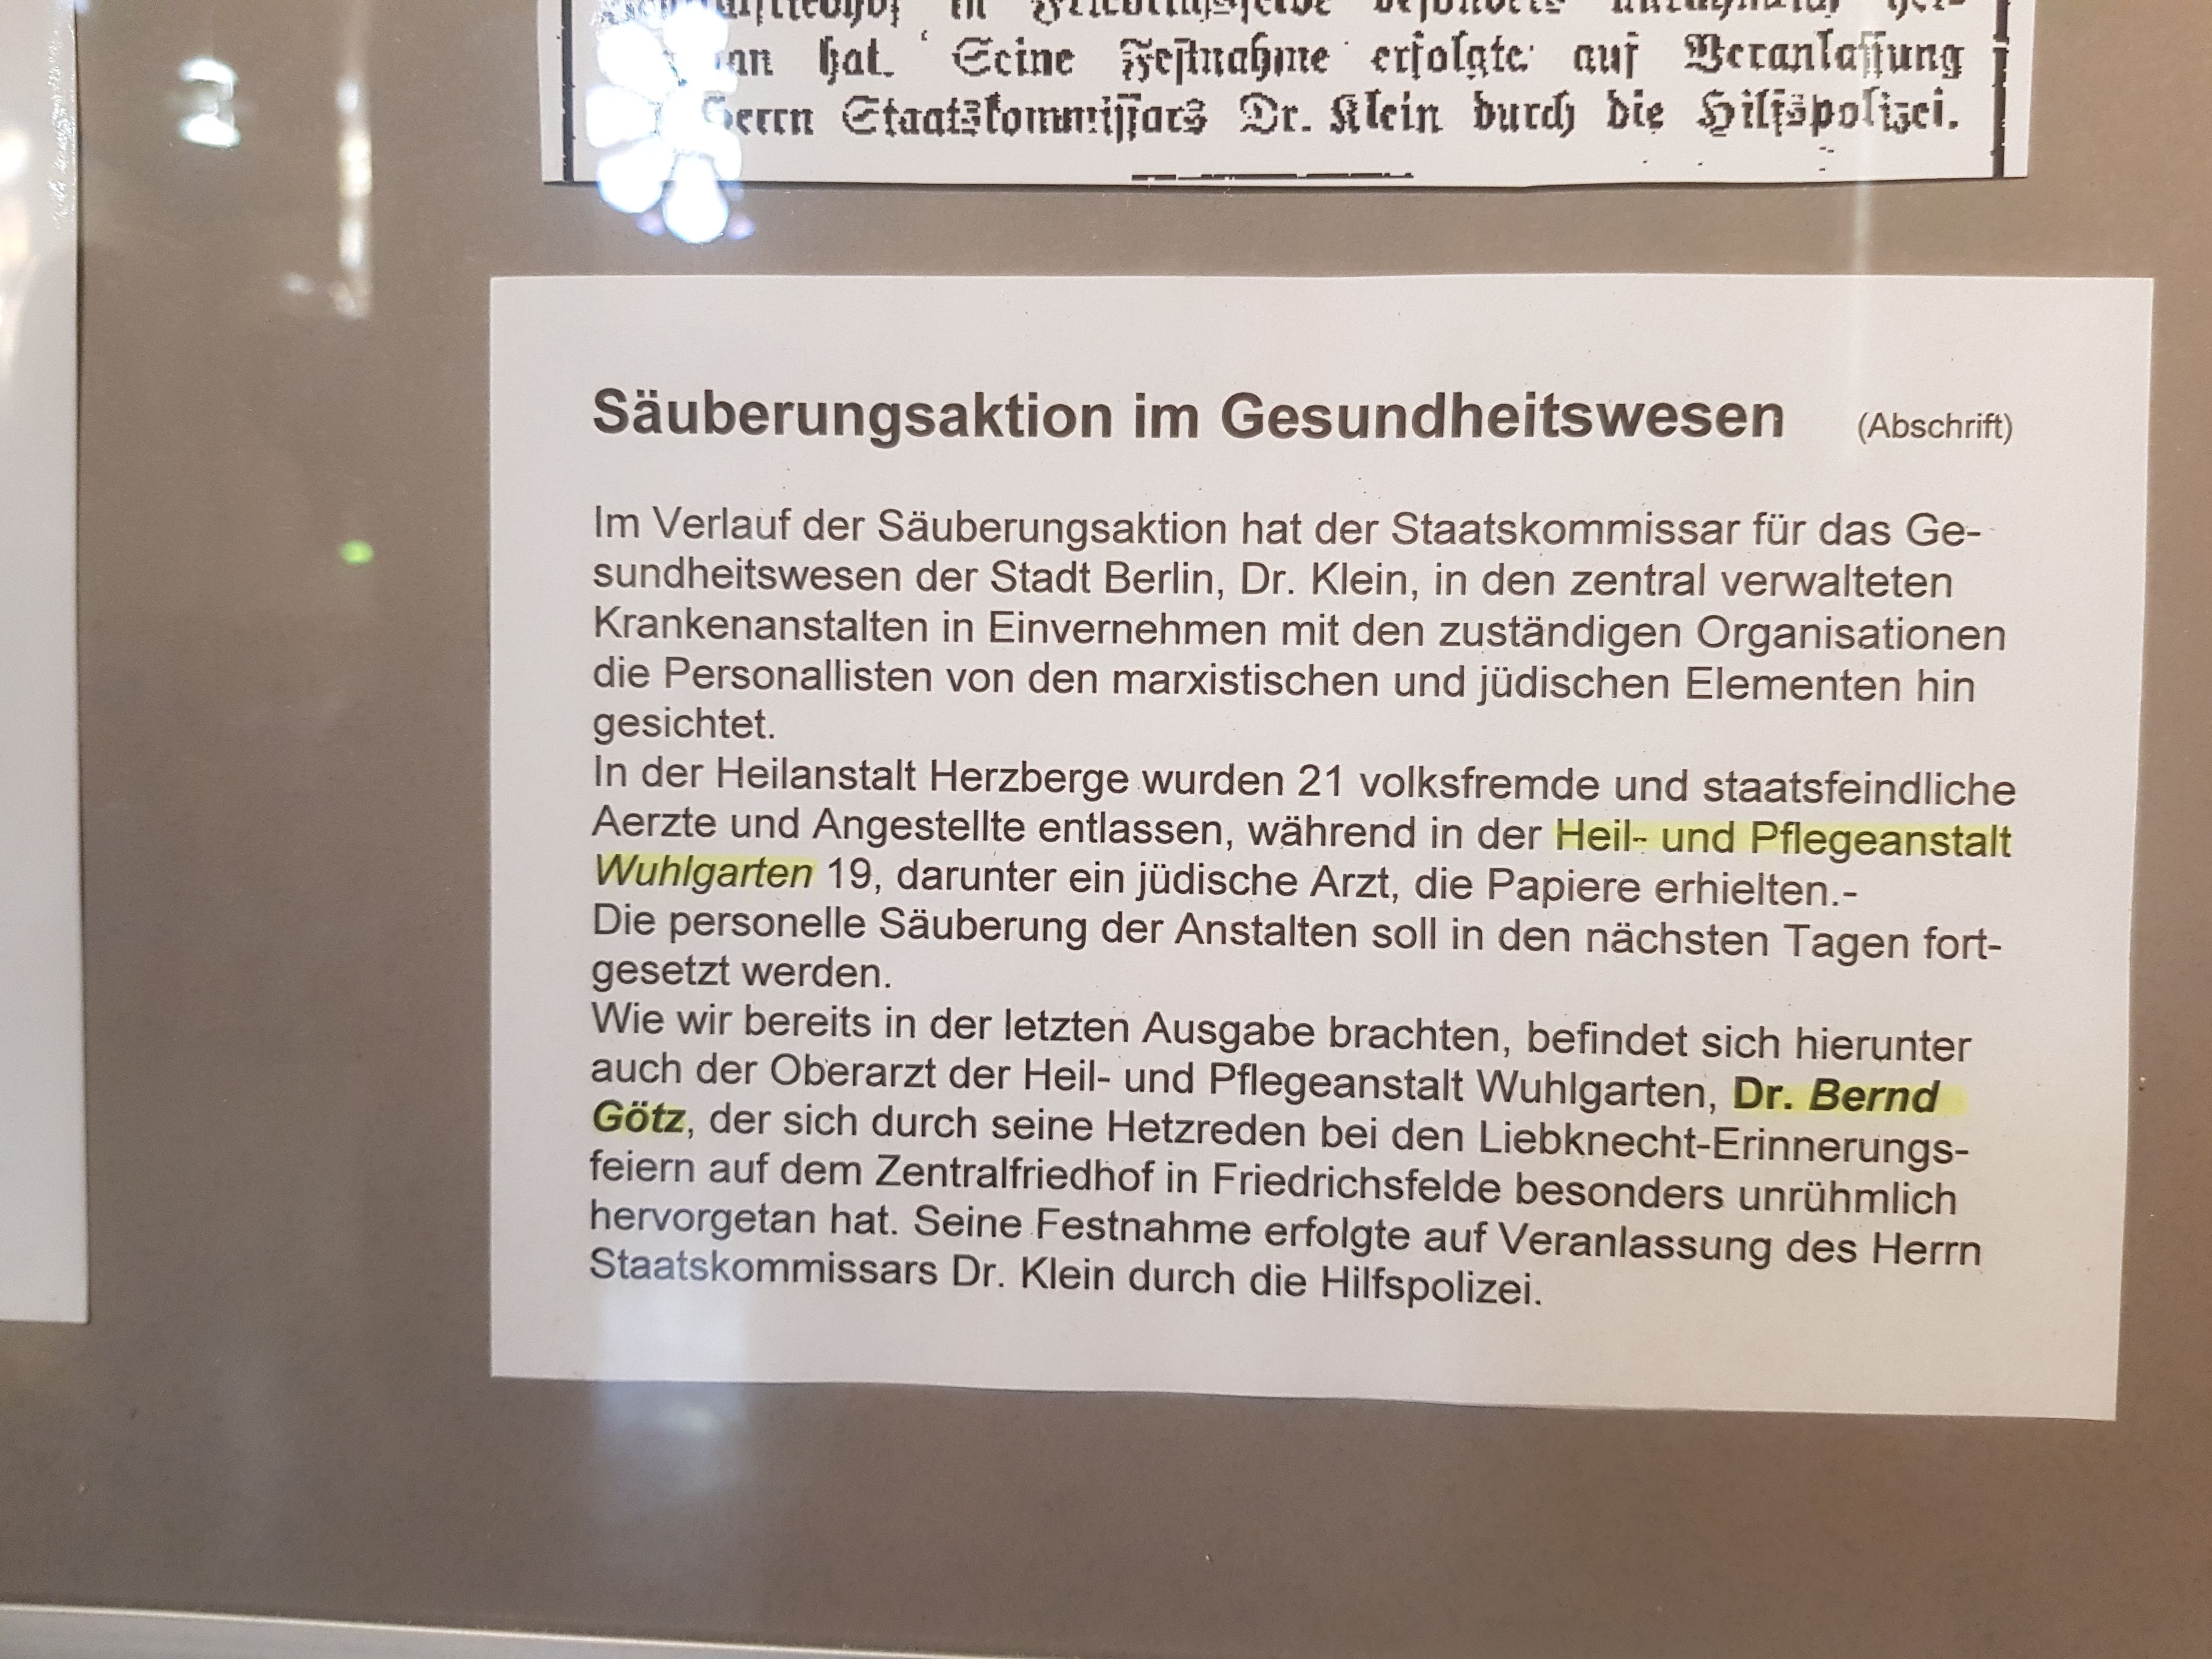 in
hat. Seine Festnahme erfolgte auf Veranlassung
Herrn Staatskommissars Dr. Klein durch die Hilfspolizei.
Säuberungsaktion im Gesundheitswesen (Abschrift)
Im Verlauf der Säuberungsaktion hat der Staatskommissar für das Ge-
sundheitswesen der Stadt Berlin, Dr. Klein, in den zentral verwalteten
Krankenanstalten in Einvernehmen mit den zuständigen Organisationen
die Personallisten von den marxistischen und jüdischen Elementen hin
gesichtet.
In der Heilanstalt Herzberge wurden 21 volksfremde und staatsfeindliche
Aerzte und Angestellte entlassen, während in der Heil- und Pflegeanstalt
Wuhlgarten 19, darunter ein jüdische Arzt, die Papiere erhielten.-
Die personelle Säuberung der Anstalten soll in den nächsten Tagen fort-
gesetzt werden.
Wie wir bereits in der letzten Ausgabe brachten, befindet sich hierunter
auch der Oberarzt der Heil- und Pflegeanstalt Wuhlgarten, Dr. Bernd
Götz, der sich durch seine Hetzreden bei den Liebknecht-Erinnerungs-
feiern auf dem Zentralfriedhof in Friedrichsfelde besonders unrühmlich
hervorgetan hat. Seine Festnahme erfolgte auf Veranlassung des Herrn
Staatskommissars Dr. Klein durch die Hilfspolizei.